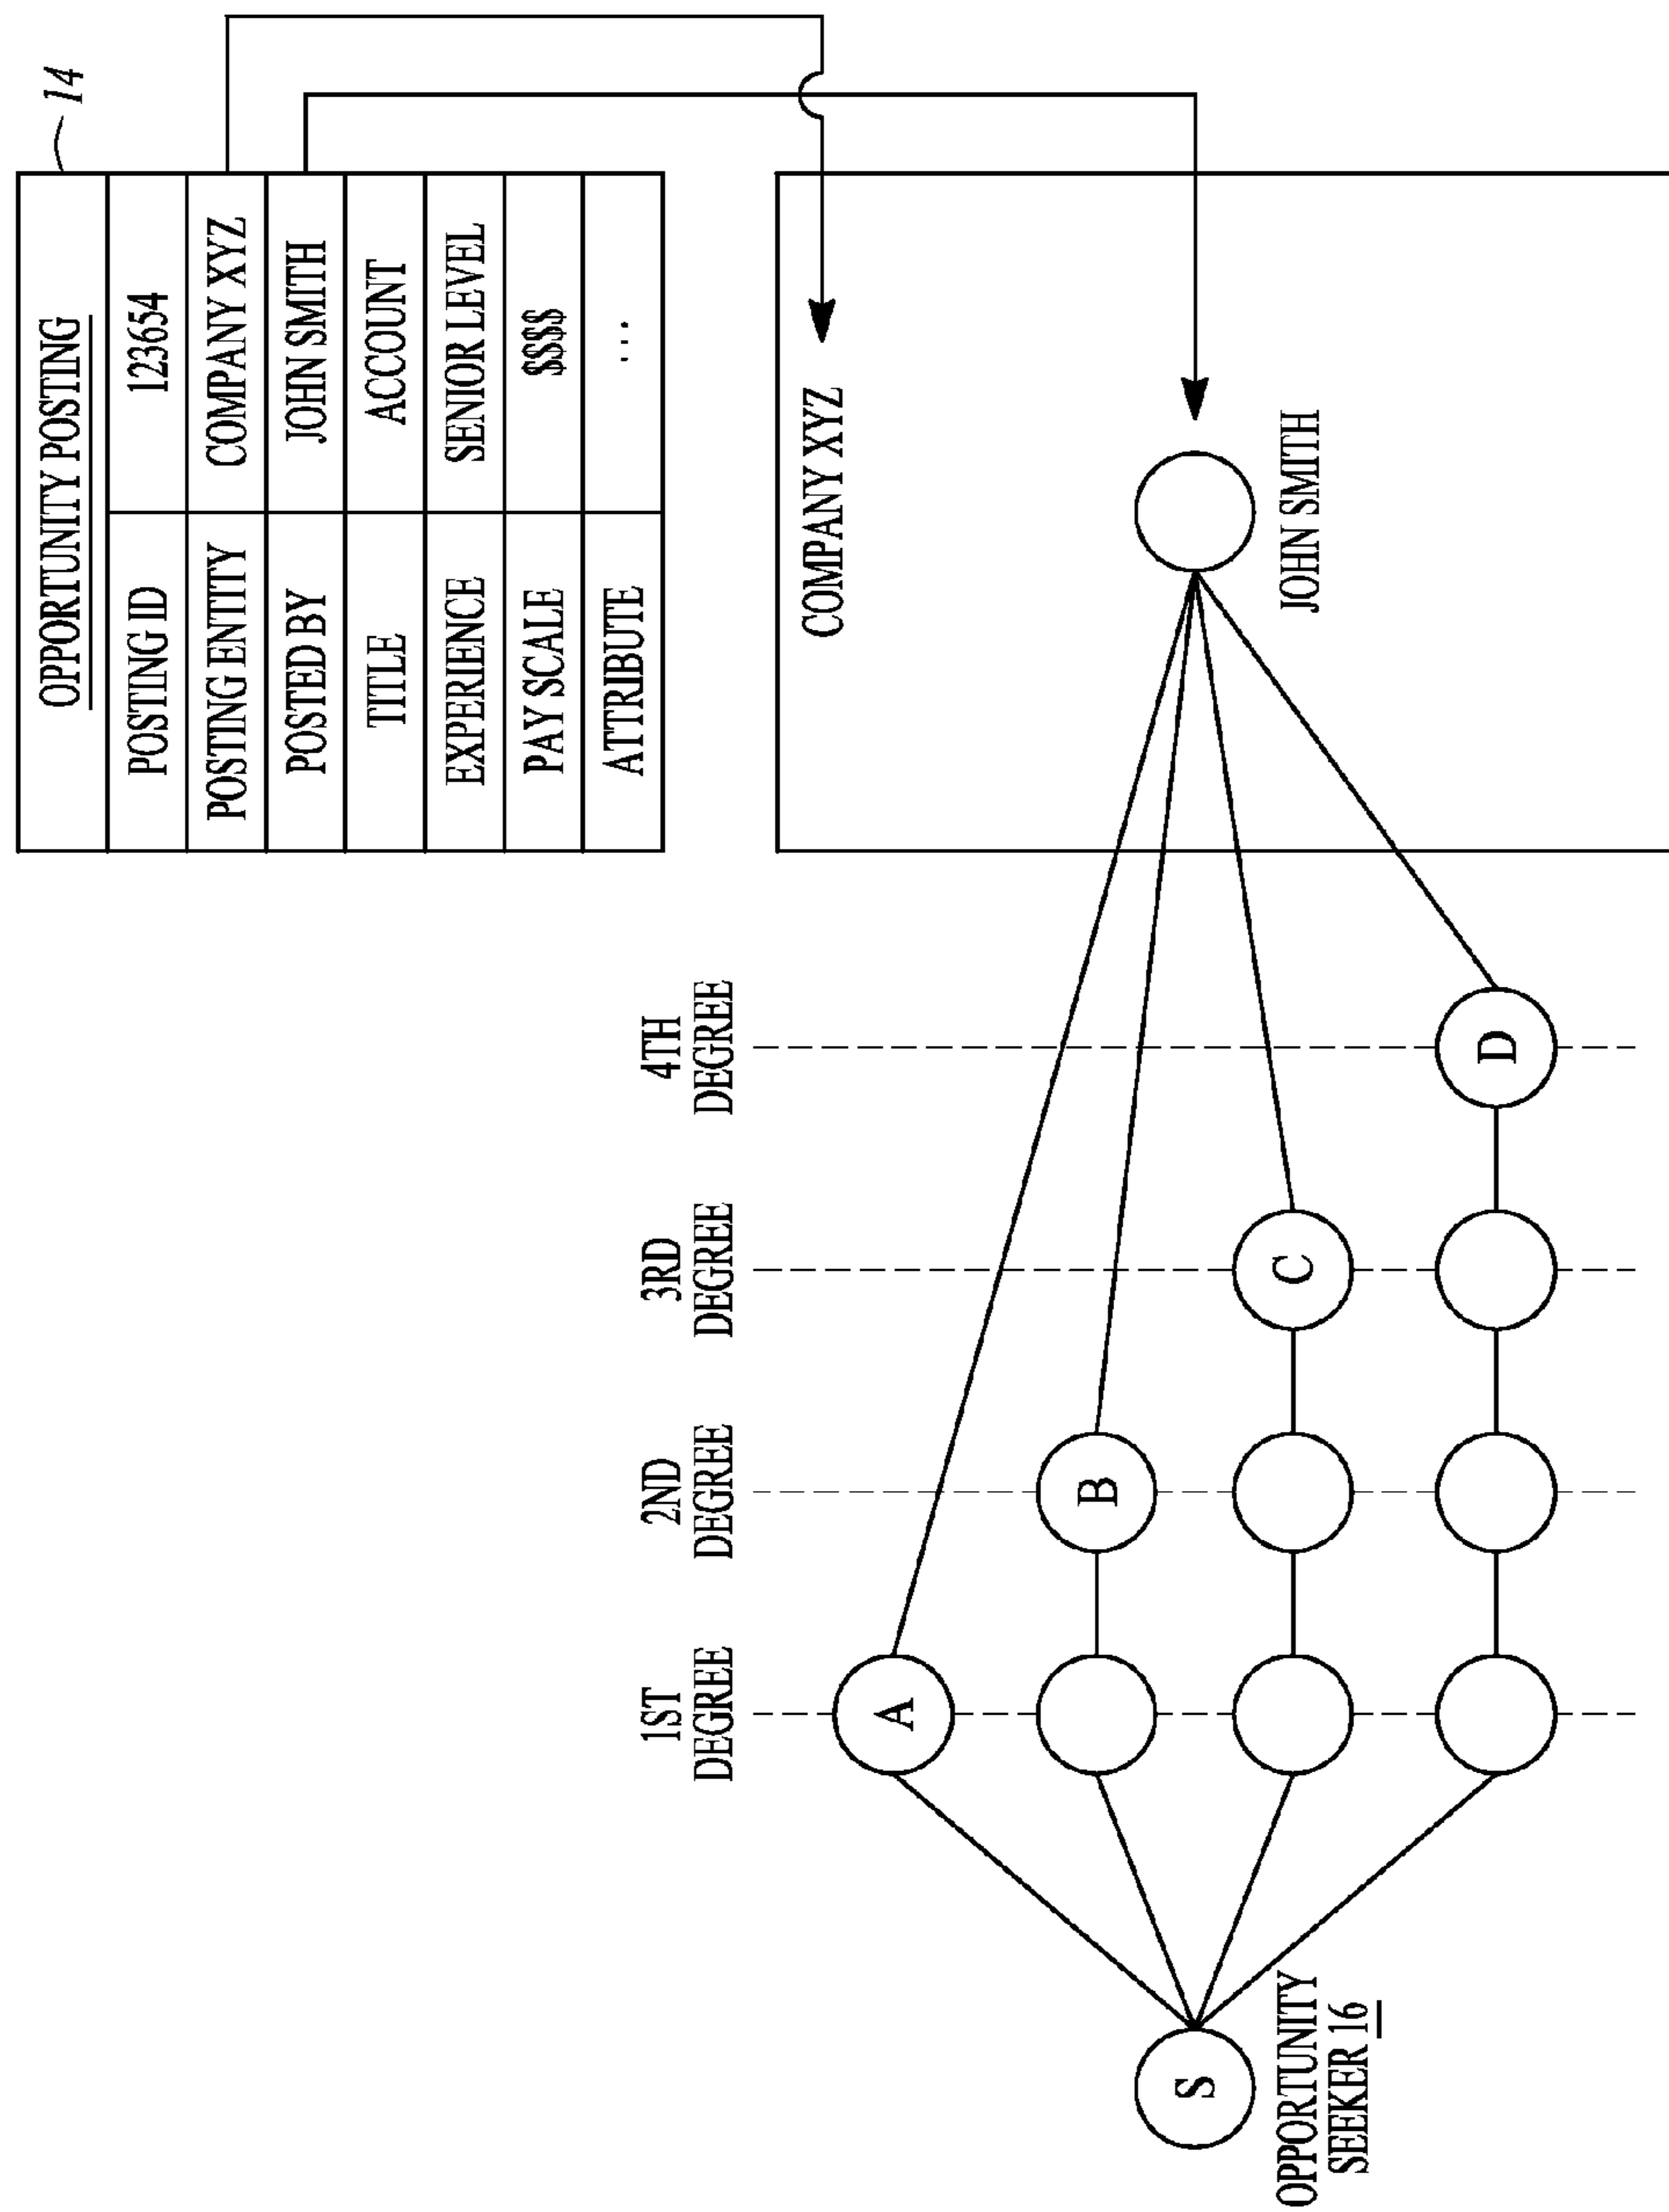 OPPORTUNITY POSTING
14
POSTING ID 123654
POSTING ENTITY COMPANY XYZ
POSTED BY JOHN SMITH
TITLE ACCOUNT
EXPERIENCE SENIOR LEVEL
PAY SCALE $$$$
ATTRIBUTE ...
1ST
DEGREE
2ND
DEGREE
3RD
DEGREE
4TH
DEGREE
COMPANY XYZ
A
B
S
C
D
JOHN SMITH
OPPORTUNITY
SEEKER 16